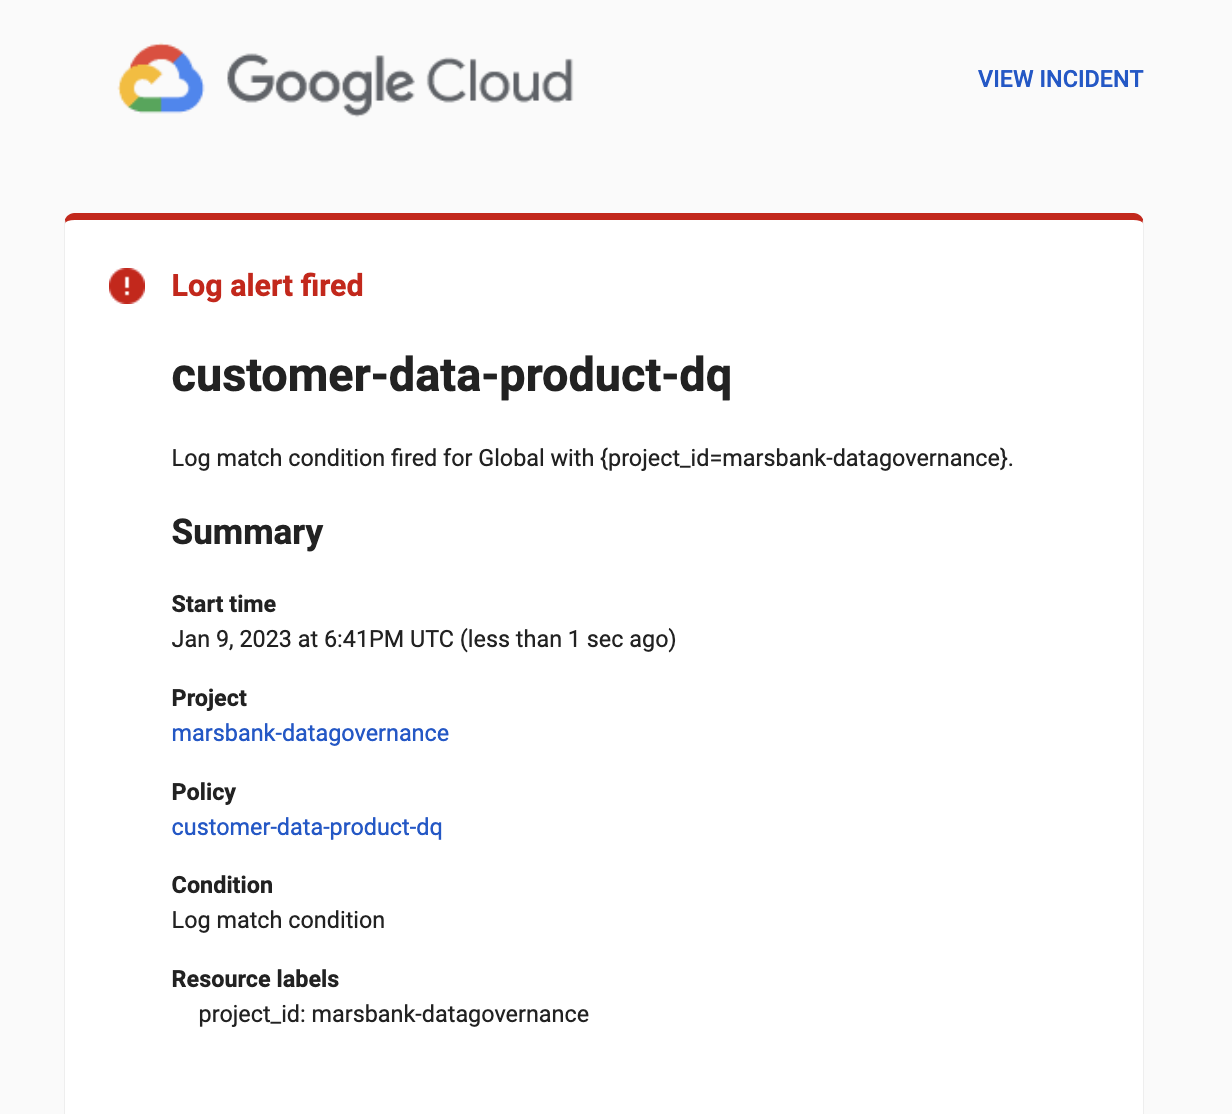 Google Cloud
VIEW INCIDENT
Log alert fired
customer-data-product-dq
Log match condition fired for Global with {project_id=marsbank-datagovernance}.
Summary
Start time
Jan 9, 2023 at 6:41PM UTC (less than 1 sec ago)
Project
marsbank-datagovernance
Policy
customer-data-product-dq
Condition
Log match condition
Resource labels
project_id: marsbank-datagovernance